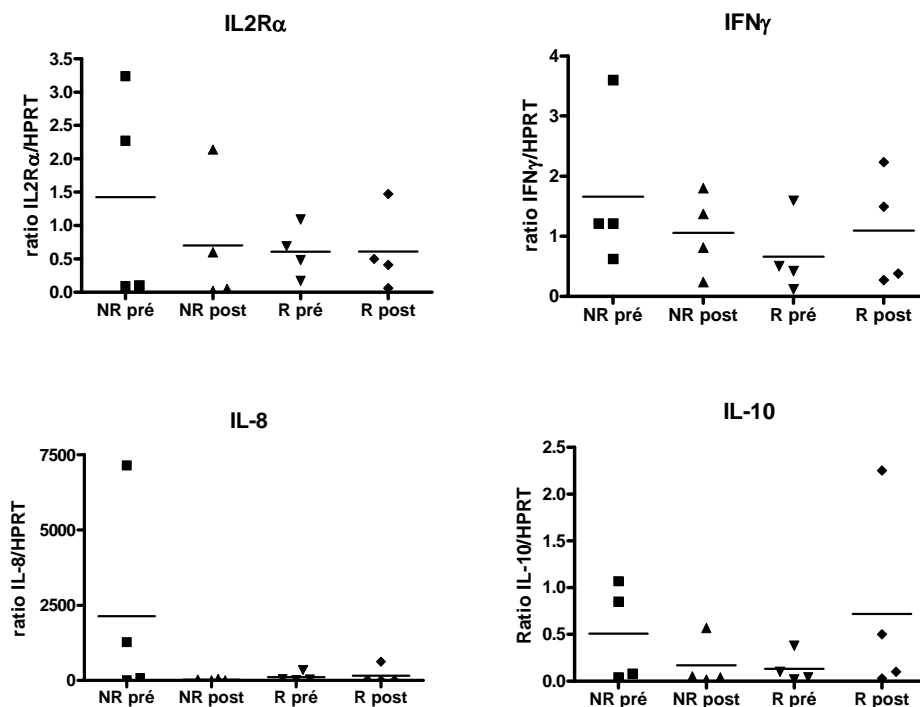 IL2Rα
ratio IL2Rα/HPRT
3.5
3.0
2.5
2.0
1.5
1.0
0.5
0.0
NR pré NR post R pré R post
IFNγ
ratio IFNγ/HPRT
4
3
2
1
0
NR pré NR post R pré R post
IL-8
ratio IL-8/HPRT
7500
5000
2500
0
NR pré NR post R pré R post
IL-10
Ratio IL-10/HPRT
2.5
2.0
1.5
1.0
0.5
0.0
NR pré NR post R pré R post